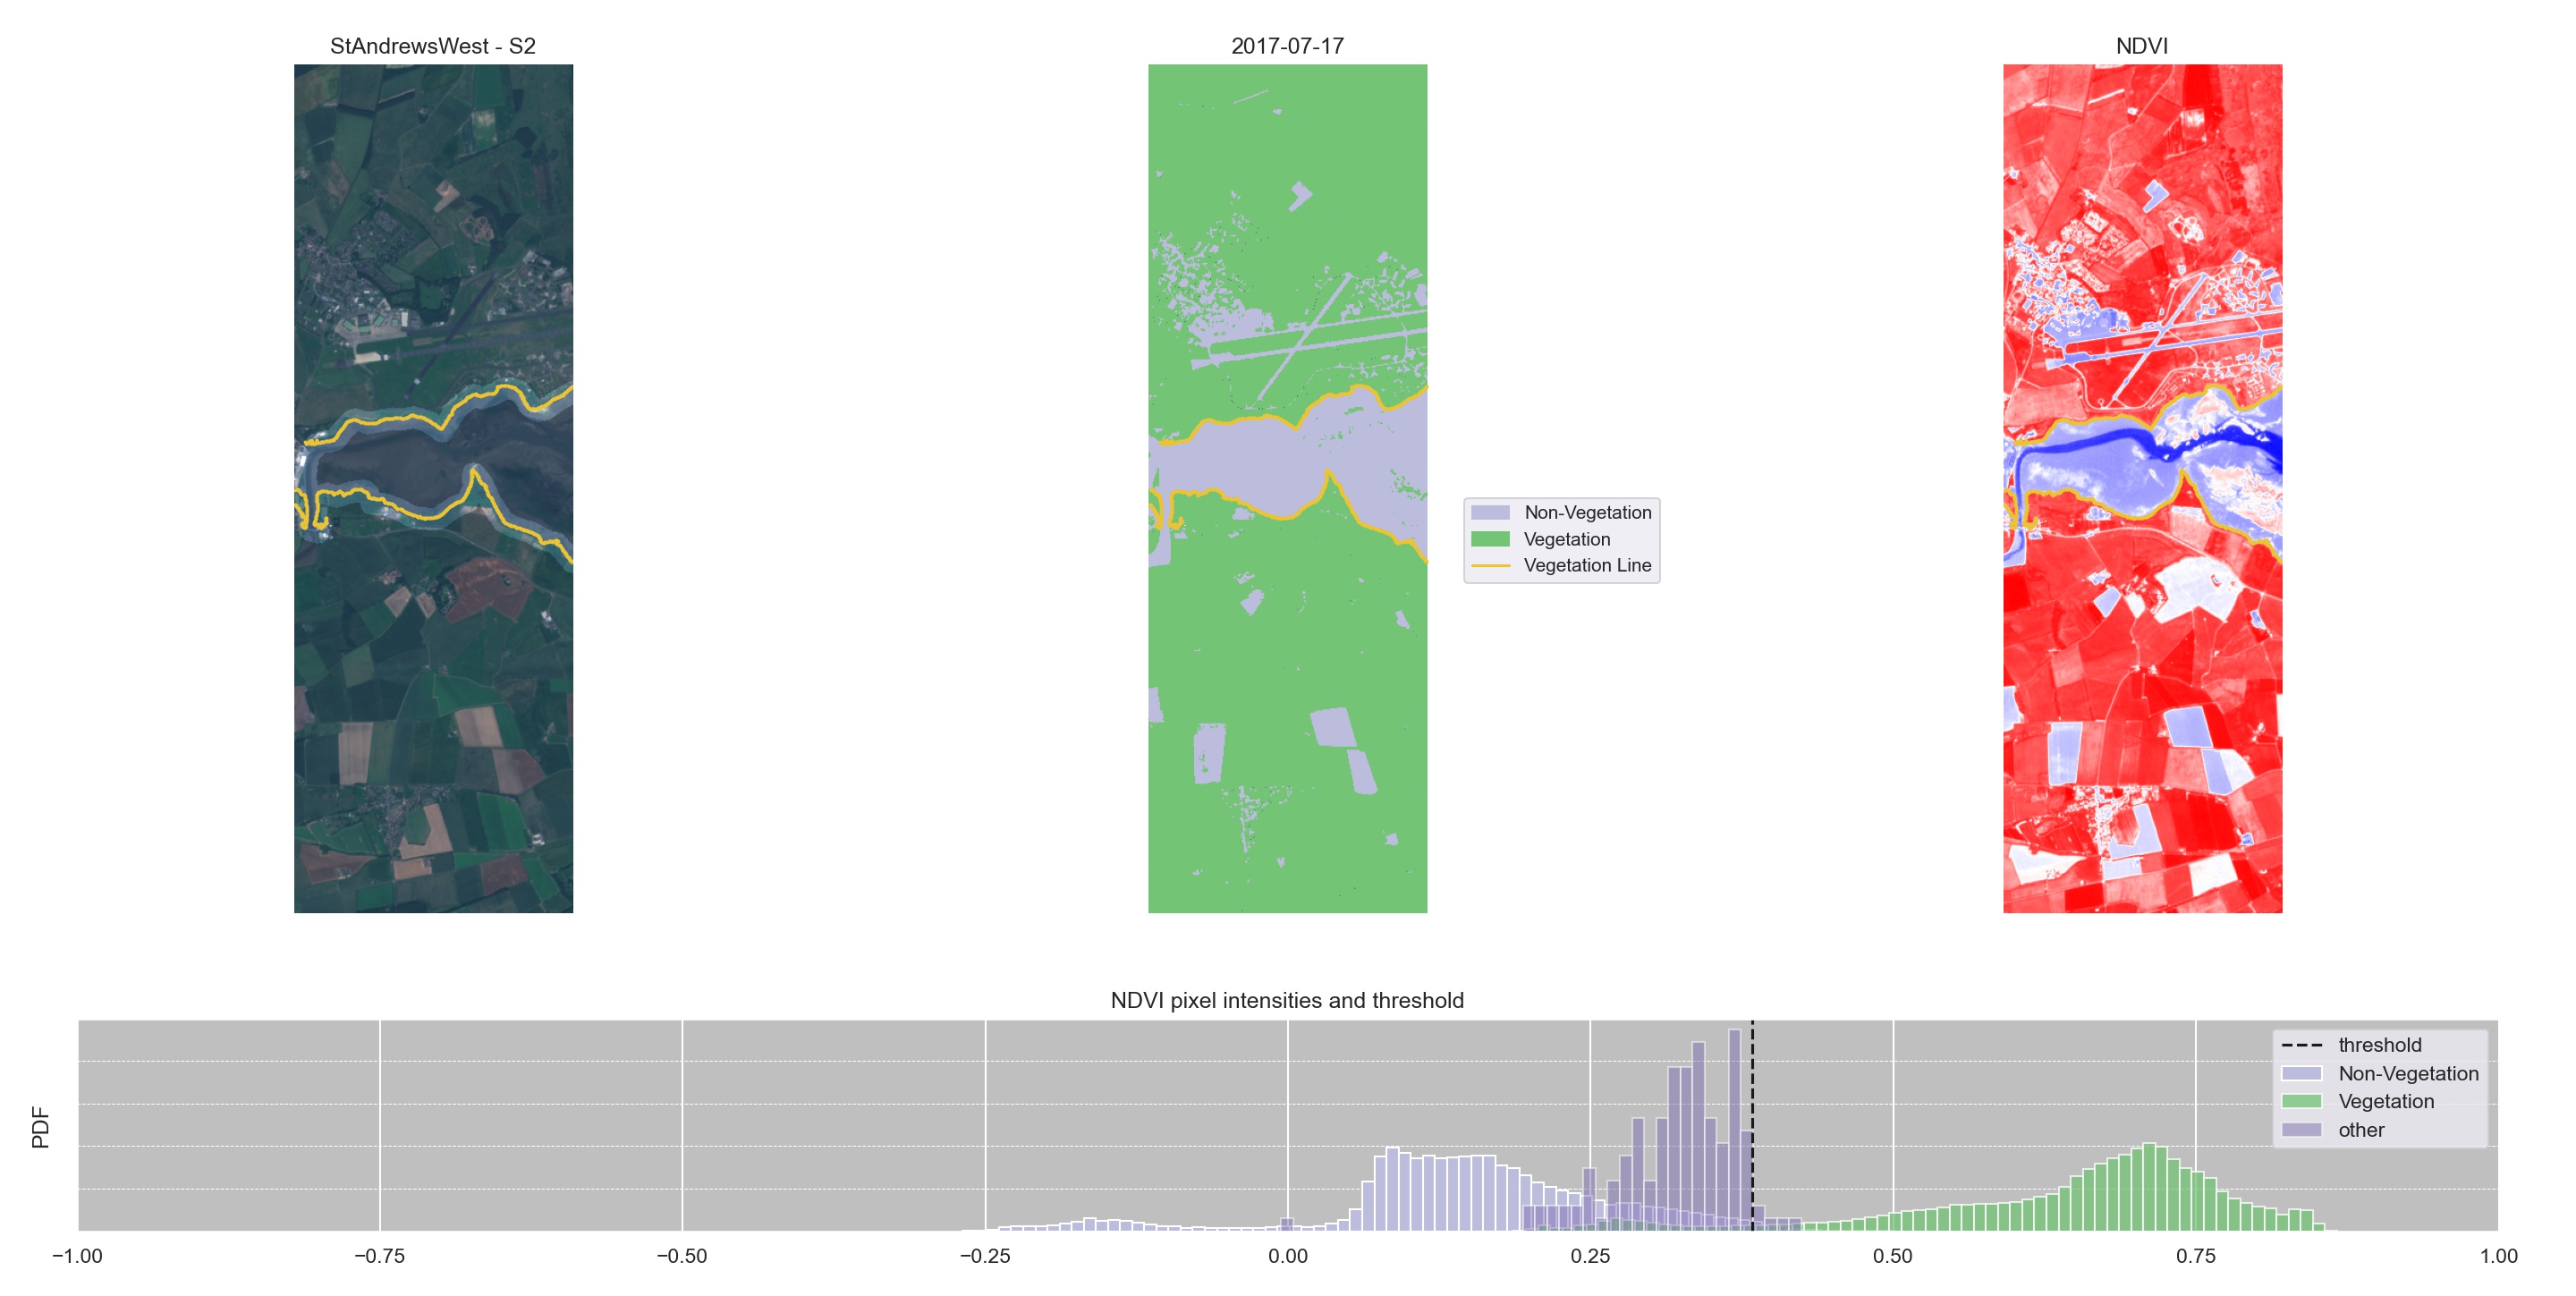 StAndrewsWest - S2
2017-07-17
NDVI
Non-Vegetation
Vegetation
Vegetation Line
NDVI pixel intensities and threshold
PDF
threshold
Non-Vegetation
Vegetation
other
−1.00 −0.75 −0.50 −0.25 0.00 0.25 0.50 0.75 1.00